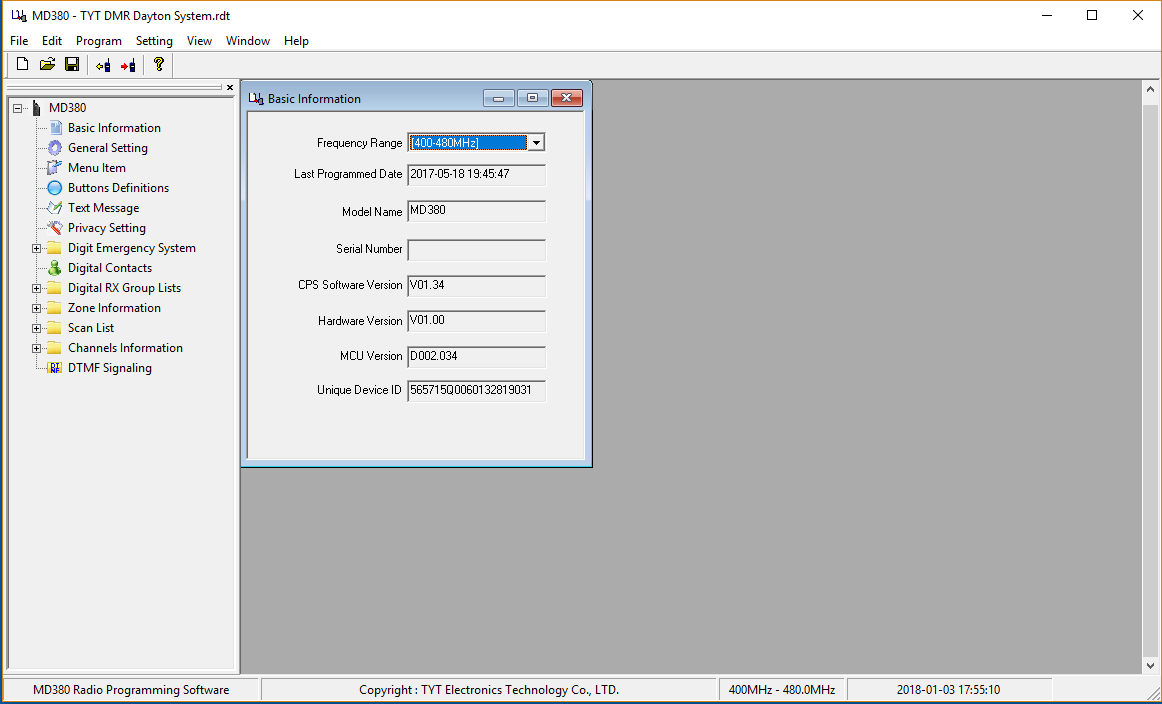 MD380 - TYT DMR Dayton System.rdt
File Edit Program Setting View Window Help
MD380
Basic Information
General Setting
Menu Item
Buttons Definitions
Text Message
Privacy Setting
Digit Emergency System
Digital Contacts
Digital RX Group Lists
Zone Information
Scan List
Channels Information
DTMF Signaling
Basic Information
Frequency Range [400-480MHz]
Last Programmed Date 2017-05-18 19:45:47
Model Name MD380
Serial Number
CPS Software Version V01.34
Hardware Version V01.00
MCU Version D002.034
Unique Device ID 565715Q0060132819031
MD380 Radio Programming Software
Copyright : TYT Electronics Technology Co., LTD.
400MHz - 480.0MHz
2018-01-03 17:55:10